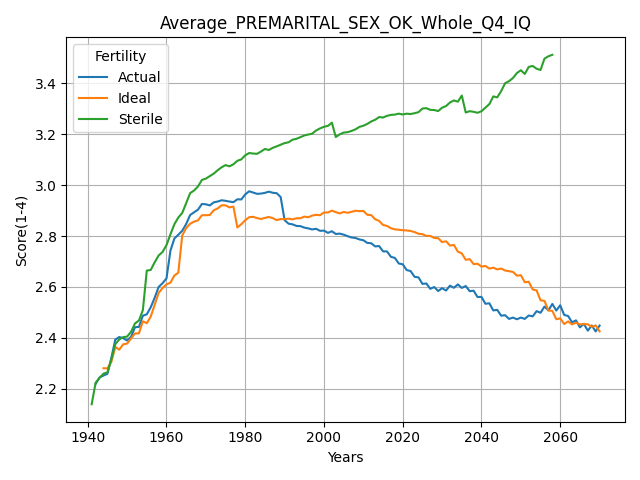 Average_PREMARITAL_SEX_OK_Whole_Q4_IQ
Fertility
Actual
Ideal
Sterile
3.4
3.2
3.0
2.8
2.6
2.4
2.2
Score(1-4)
1940 1960 1980 2000 2020 2040 2060
Years